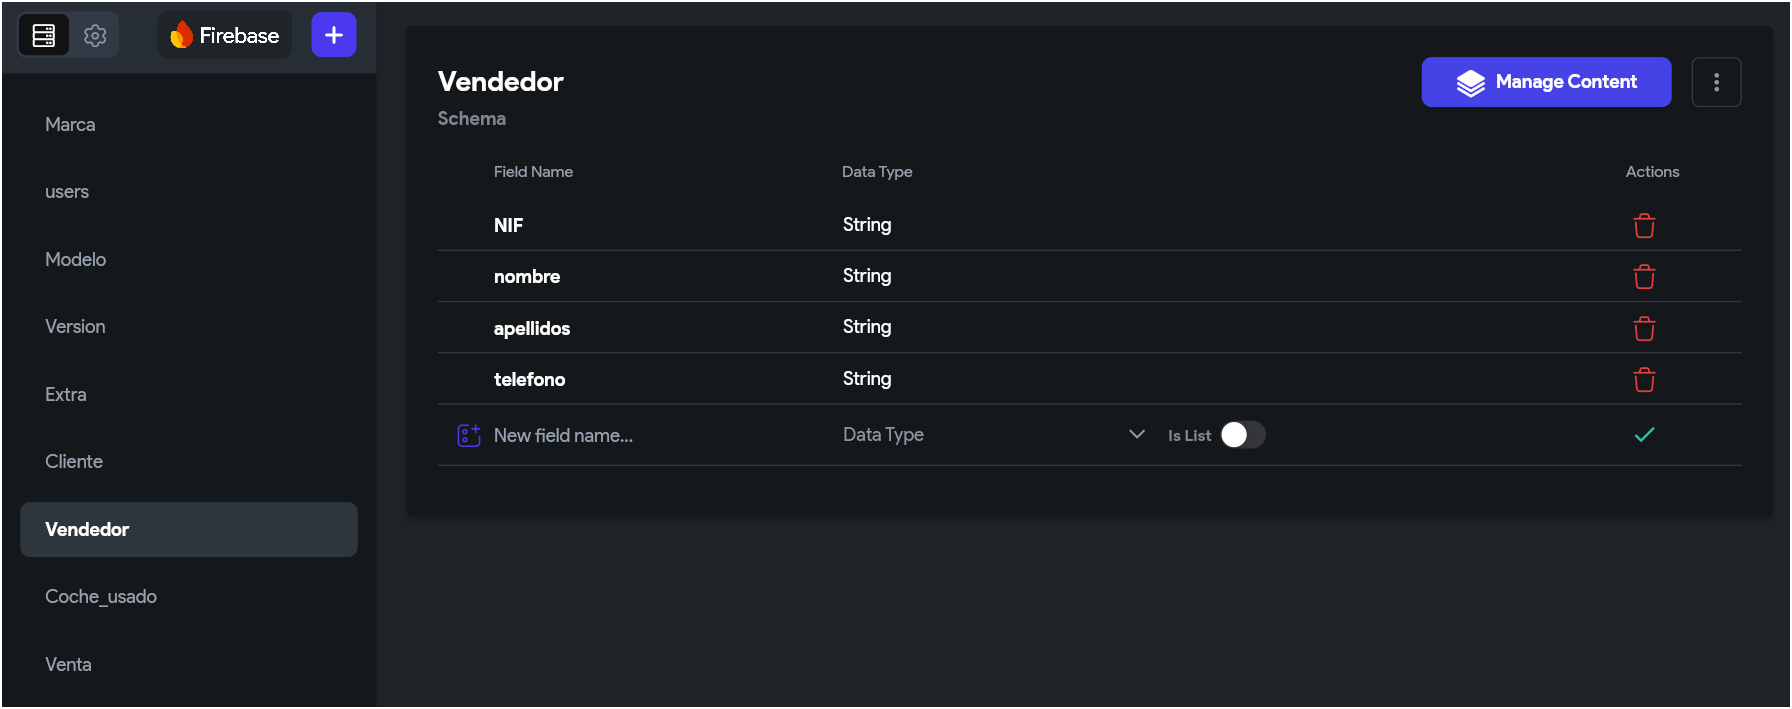 Firebase
Marca
users
Modelo
Version
Extra
Cliente
Vendedor
Coche_usado
Venta
Vendedor
Schema
Manage Content
Field Name Data Type Actions
NIF String
nombre String
apellidos String
telefono String
New field name... Data Type Is List